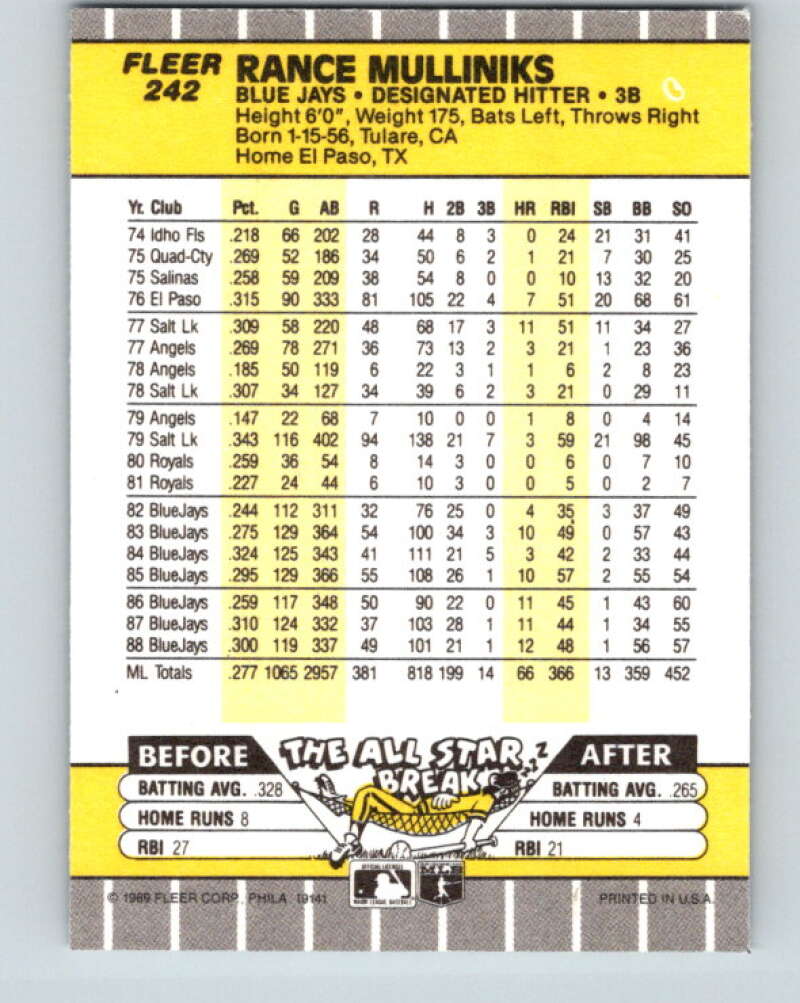 FLEER
242
RANCE MULLINIKS
BLUE JAYS • DESIGNATED HITTER • 3B
Height 6'0", Weight 175, Bats Left, Throws Right
Born 1-15-56, Tulare, CA
Home El Paso, TX
Yr. Club Pct. G AB R H 2B 3B HR RBI SB BB SO
74 Idho Fls .218 66 202 28 44 8 3 0 24 21 31 41
75 Quad-Cty .269 52 186 34 50 6 2 1 21 7 30 25
75 Salinas .258 59 209 38 54 8 0 0 10 13 32 20
76 El Paso .315 90 333 81 105 22 4 7 51 20 68 61
77 Salt Lk .309 58 220 48 68 17 3 11 51 11 34 27
77 Angels .269 78 271 36 73 13 2 3 21 1 23 36
78 Angels .185 50 119 6 22 3 1 1 6 2 8 23
78 Salt Lk .307 34 127 34 39 6 2 3 21 0 29 11
79 Angels .147 22 68 7 10 0 0 1 8 0 4 14
79 Salt Lk .343 116 402 94 138 21 7 3 59 21 98 45
80 Royals .259 36 54 8 14 3 0 0 6 0 7 10
81 Royals .227 24 44 6 10 3 0 0 5 0 2 7
82 BlueJays .244 112 311 32 76 25 0 4 35 3 37 49
83 BlueJays .275 129 364 54 100 34 3 10 49 0 57 43
84 BlueJays .324 125 343 41 111 21 5 3 42 2 33 44
85 BlueJays .295 129 366 55 108 26 1 10 57 2 55 54
86 BlueJays .259 117 348 50 90 22 0 11 45 1 43 60
87 BlueJays .310 124 332 37 103 28 1 11 44 1 34 55
88 BlueJays .300 119 337 49 101 21 1 12 48 1 56 57
ML Totals .277 1065 2957 381 818 199 14 66 366 13 359 452
BEFORE THE ALL STAR BREAK AFTER
zzZ
BATTING AVG. .328 BATTING AVG. .265
HOME RUNS 8 HOME RUNS 4
RBI 27 RBI 21
OFFICIAL LICENSEE
MAJOR LEAGUE BASEBALL
© 1989 FLEER CORP. PHILA 19141 PRINTED IN U.S.A.